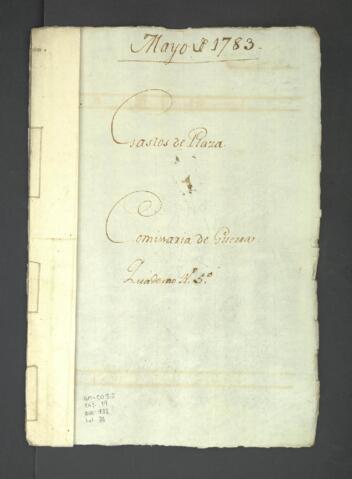 Mayo de 1783.
Gastos de Plaza
Comisaria de Guerra
Quaderno N.º 5.º